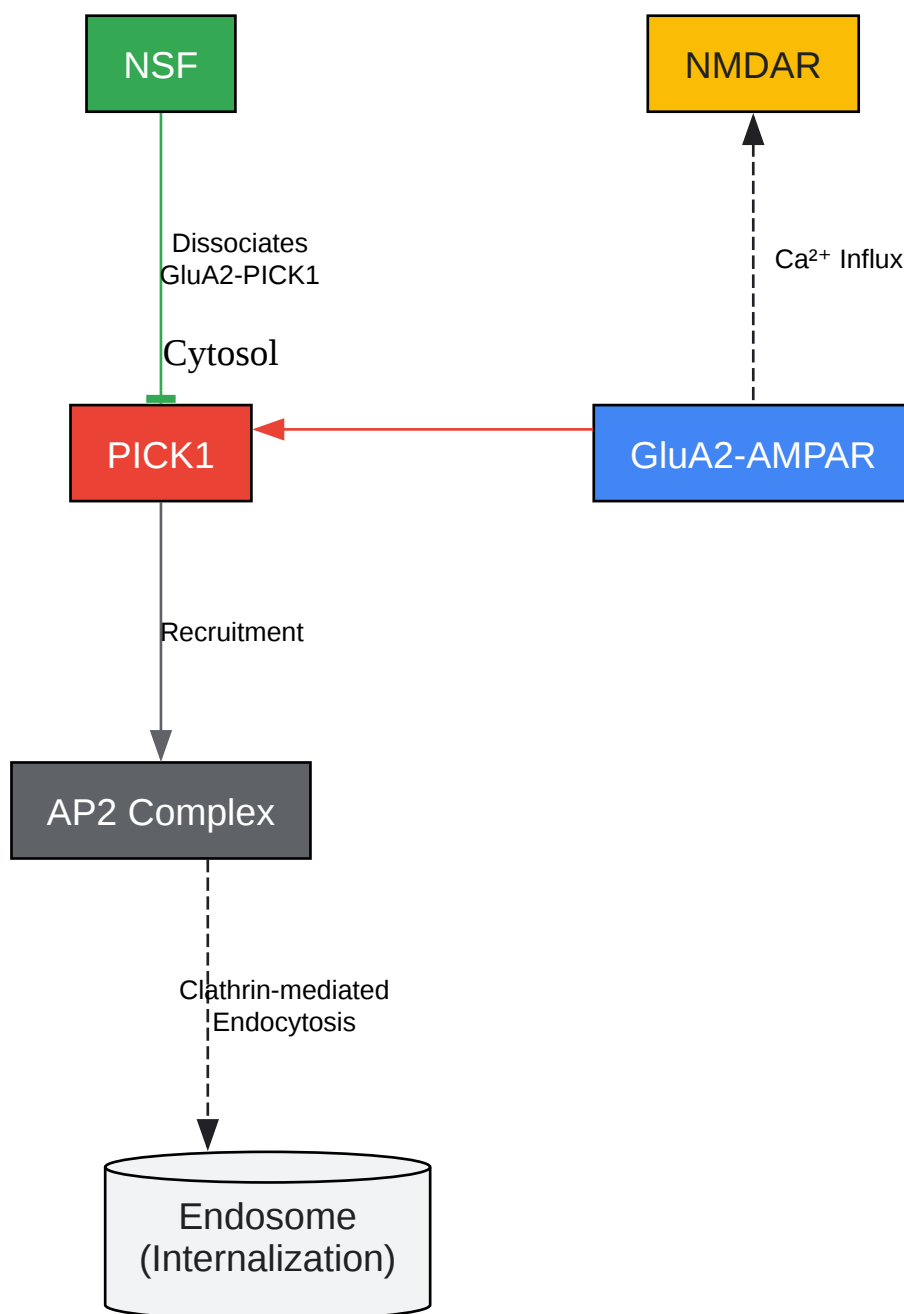 NSF
NMDAR
Dissociates
GluA2-PICK1
Ca²⁺ Influx
Cytosol
PICK1
GluA2-AMPAR
Recruitment
AP2 Complex
Clathrin-mediated
Endocytosis
Endosome
(Internalization)